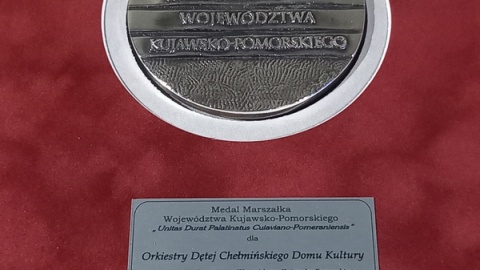 WOJEWÓDZTWA
KUJAWSKO-POMORSKIEGO
Medal Marszałka
Województwa Kujawsko-Pomorskiego
„Unitas Durat Palatinatus Cuiaviano-Pomeraniensis”
dla
Orkiestry Dętej Chełmińskiego Domu Kultury